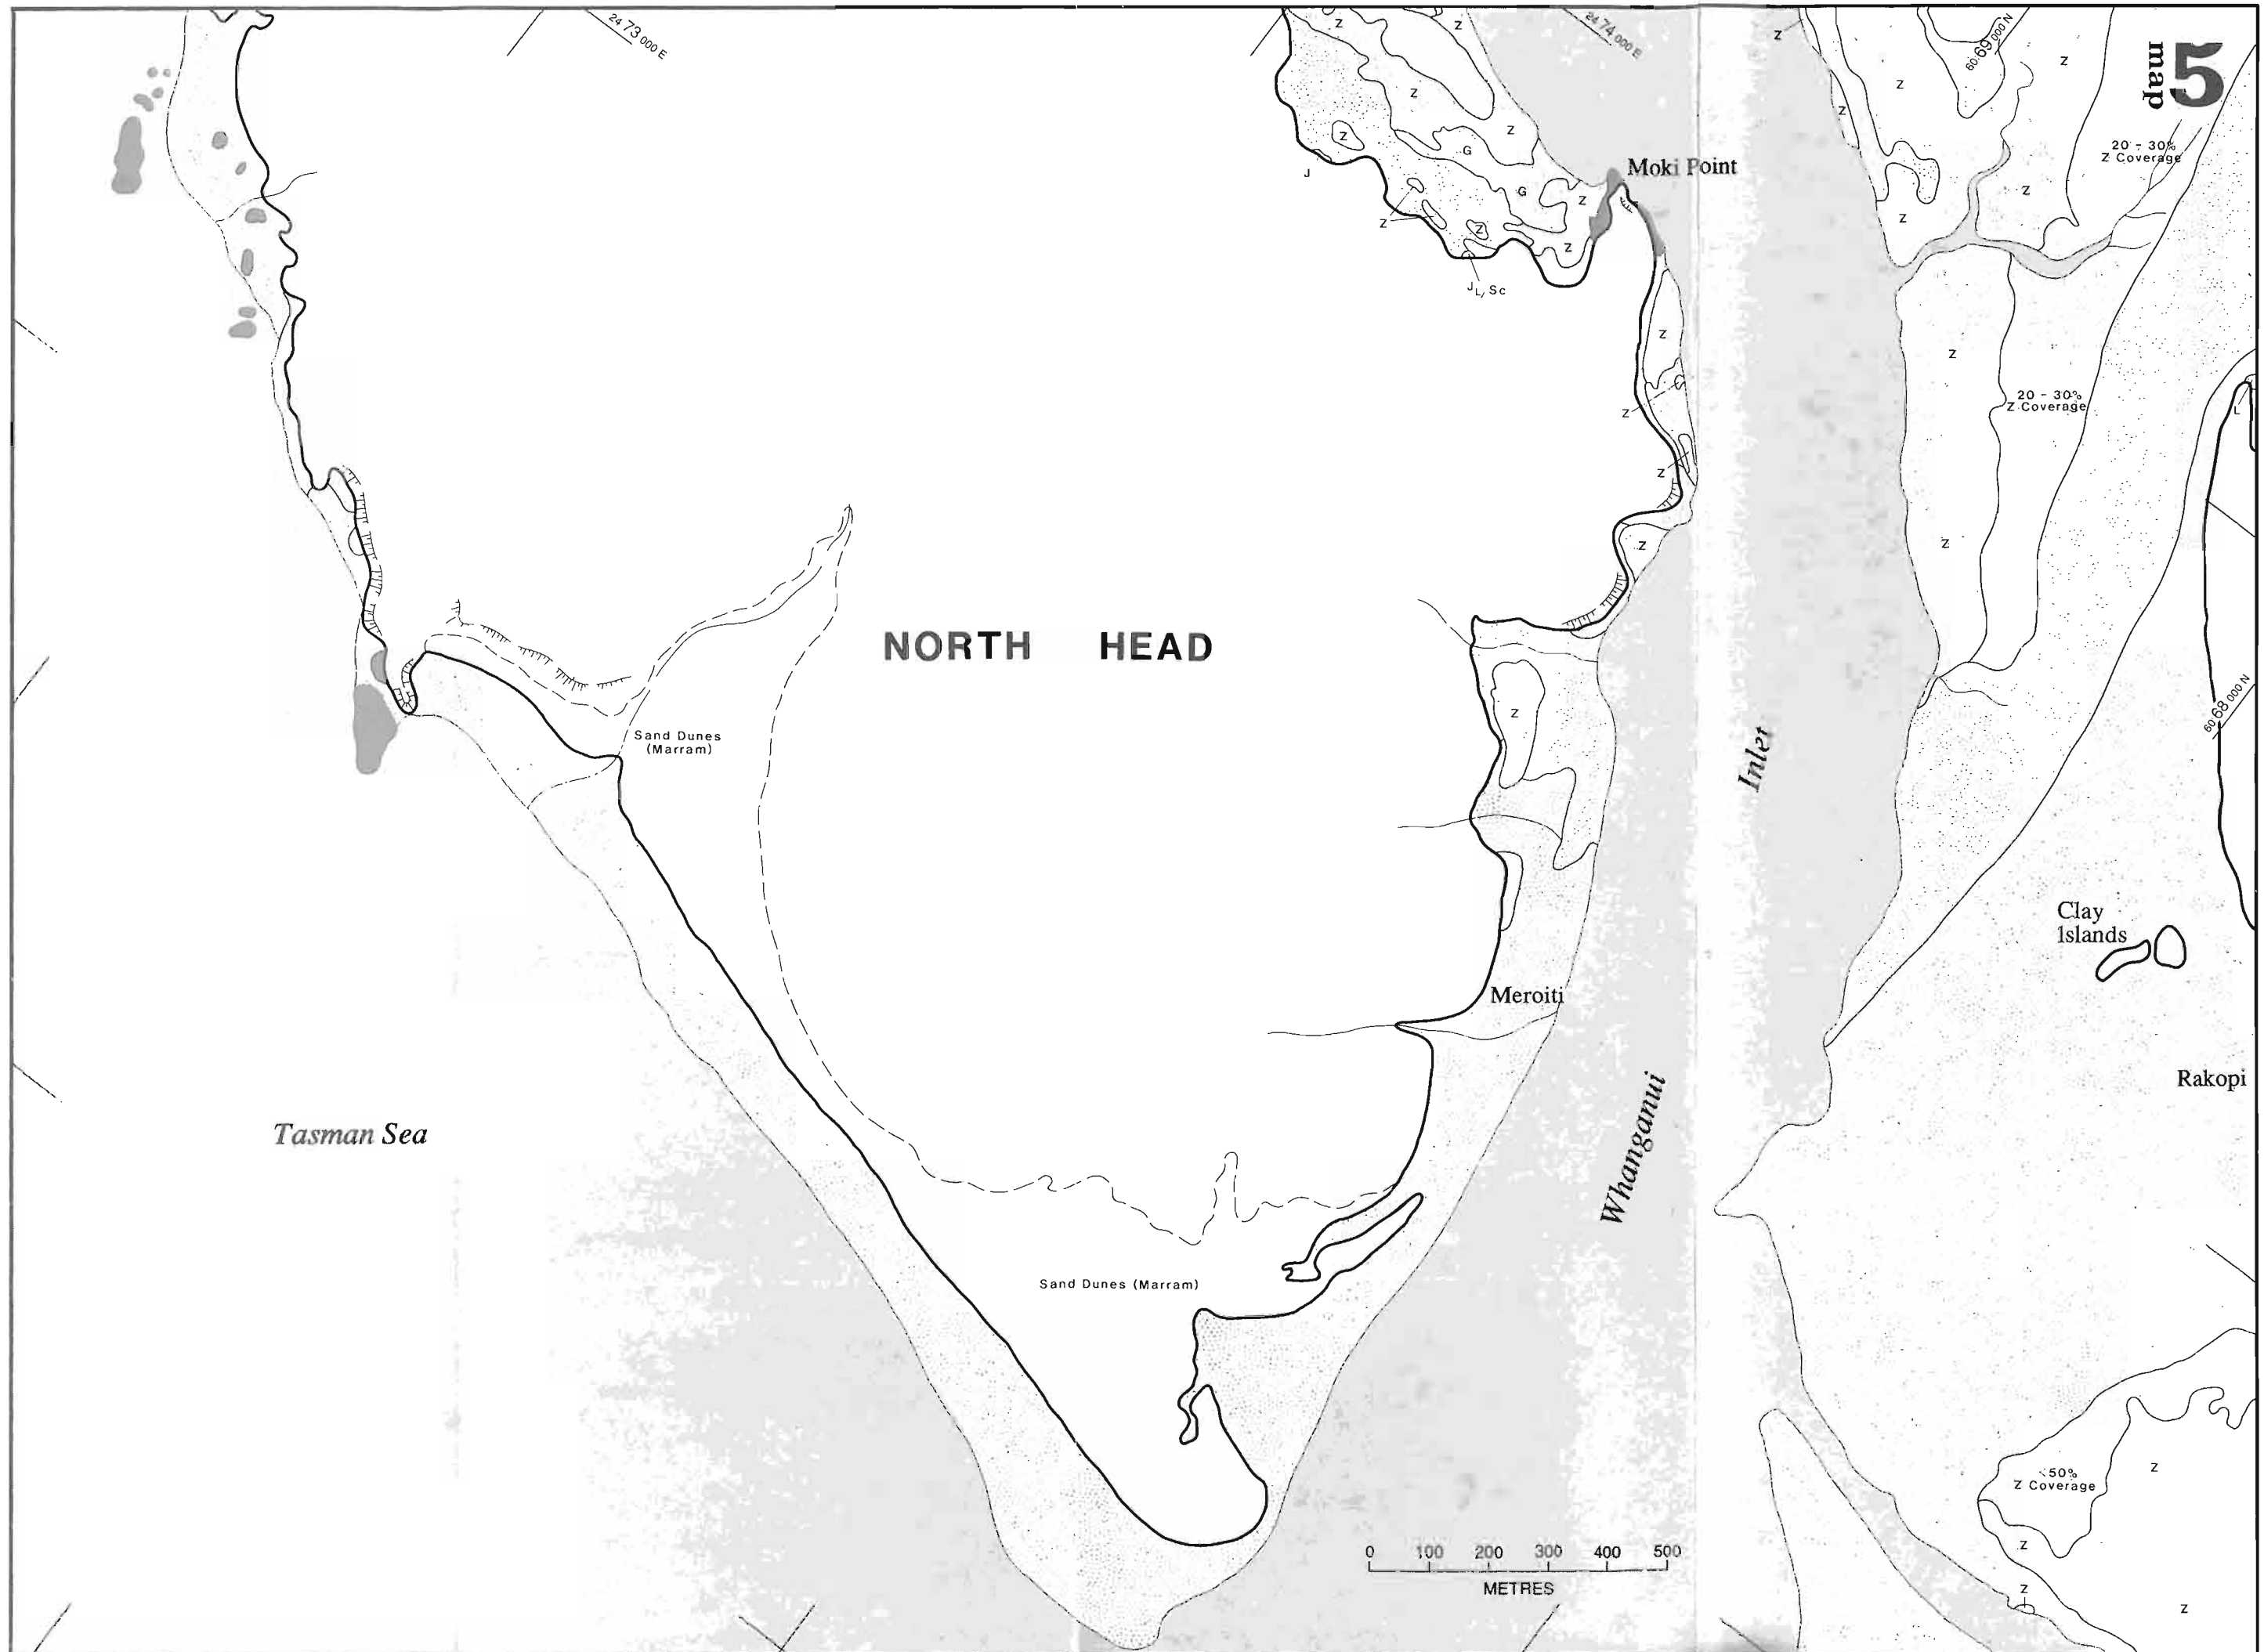 24 73 000 E
24 74 000 E
60 69 000 N
map 5
Z
Z
Z
Z
Z
Z
Z
Z
Z
G
G
Z
Z
Z
Z
J
JL, Sc
Moki Point
Z
Z
Z
Z
Z
Z
Z
20 - 30%
Z Coverage
Z
Z
20 - 30%
Z Coverage
L
Z
NORTH HEAD
Z
60 68 000 N
Sand Dunes
(Marram)
Inlet
Clay
Islands
Meroiti
Rakopi
Tasman Sea
Whanganui
Sand Dunes (Marram)
<50%
Z Coverage
Z
Z
Z
Z
0 100 200 300 400 500
METRES